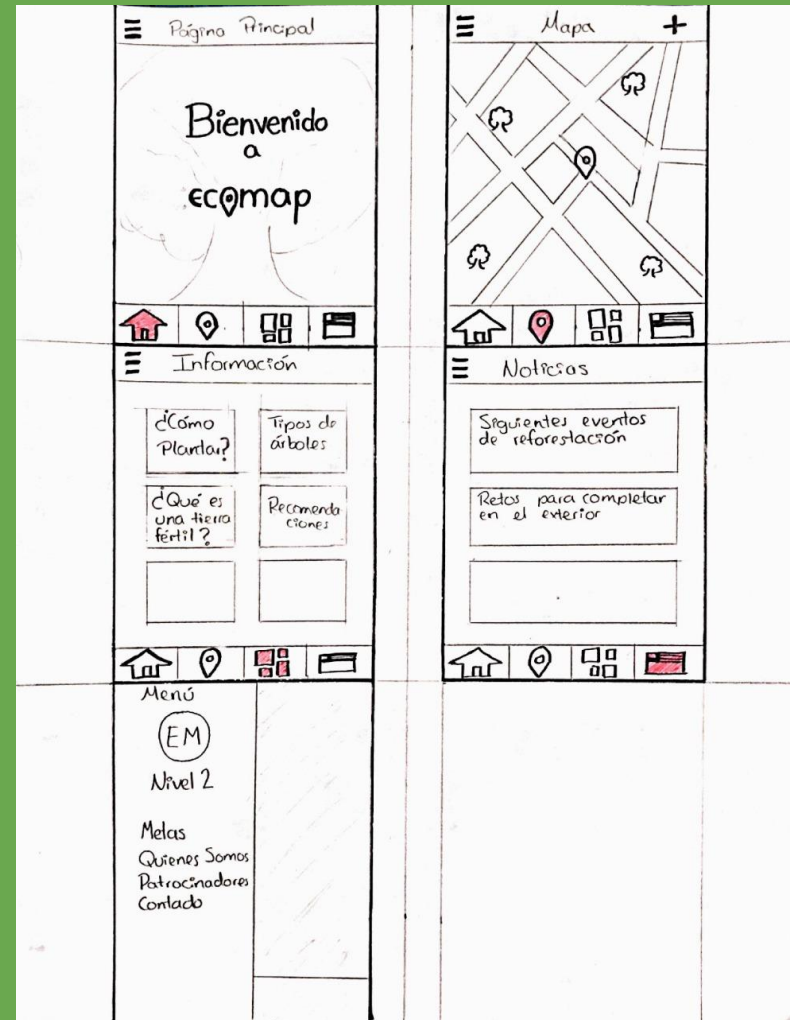 Página Principal
Bienvenido
a
ecomap
Mapa
Información
¿Cómo
Plantar?
Tipos de
árboles
¿Qué es
una tierra
fértil?
Recomenda
ciones
Noticias
Siguientes eventos
de reforestación
Retos para completar
en el exterior
Menú
EM
Nivel 2
Metas
Quienes Somos
Patrocinadores
Contacto